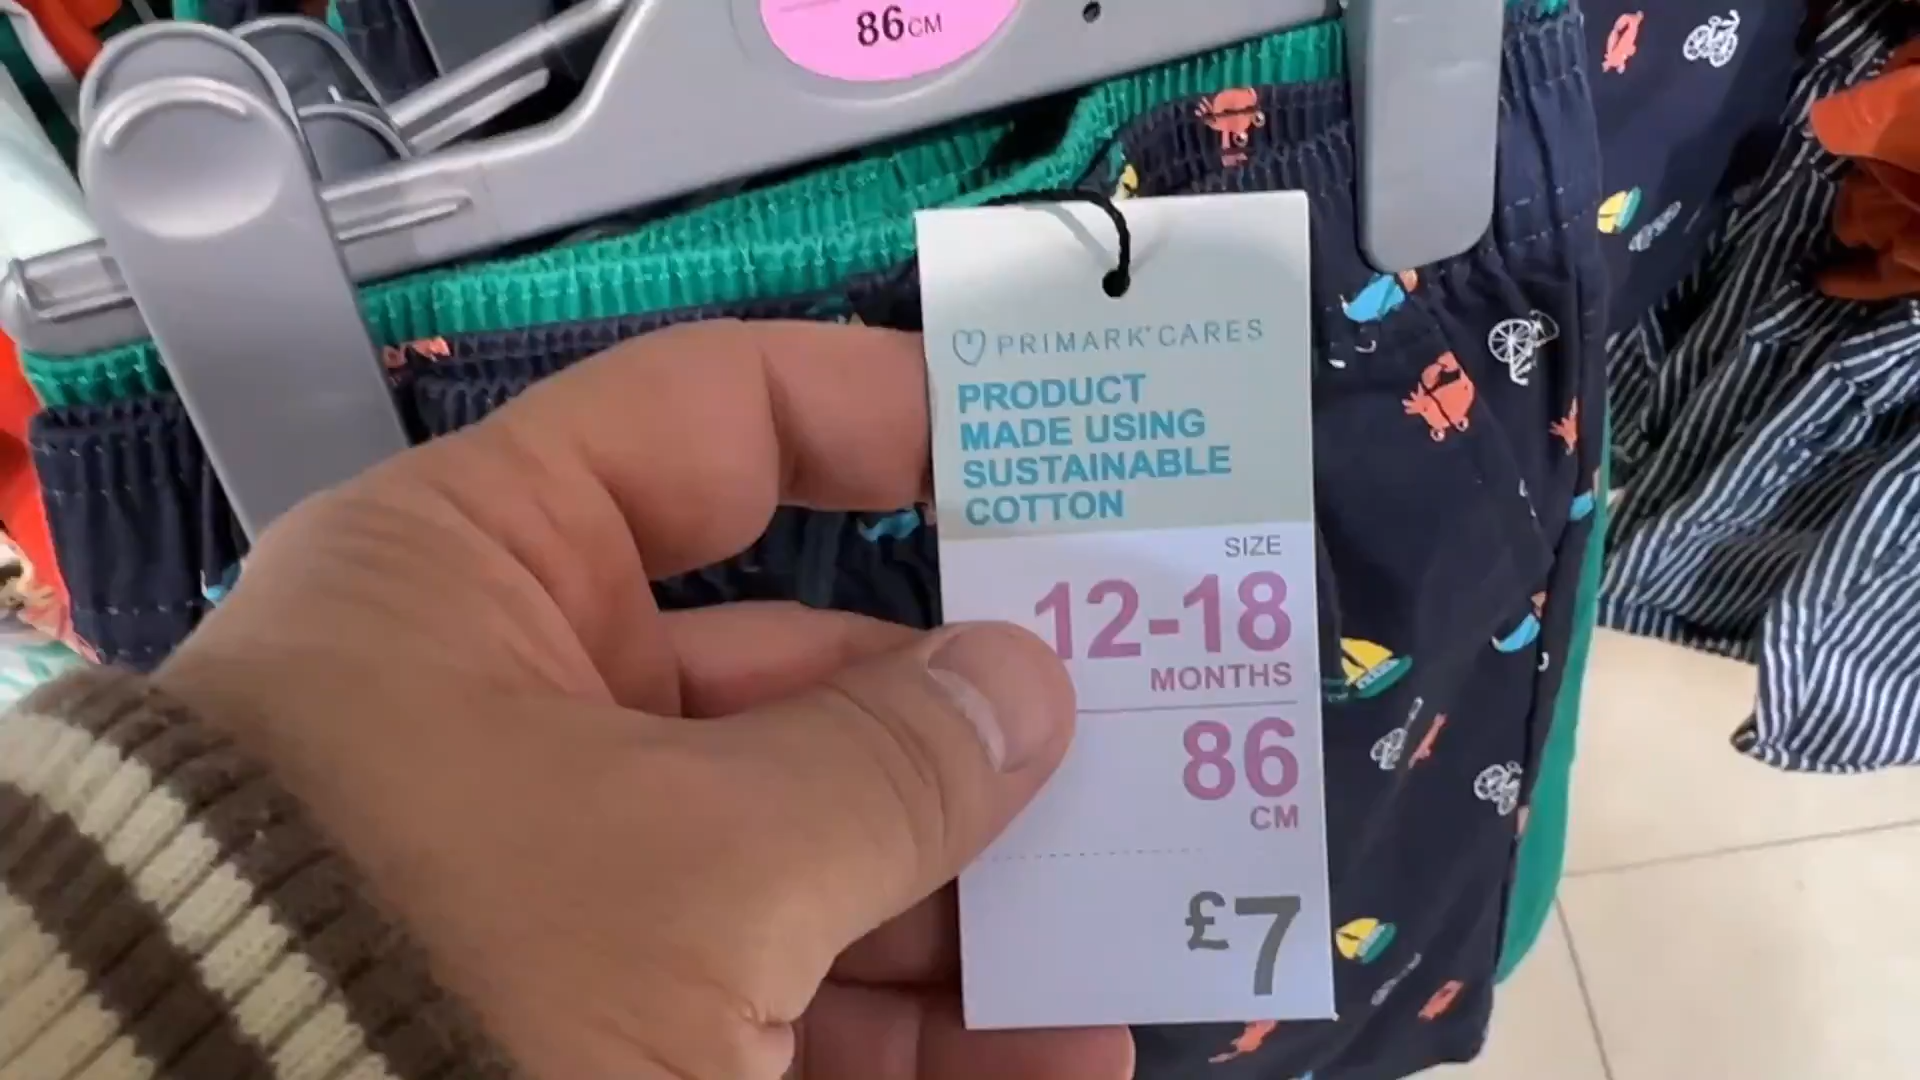 86CM
PRIMARK® CARES
PRODUCT
MADE USING
SUSTAINABLE
COTTON
SIZE
12-18
MONTHS
86
CM
£7